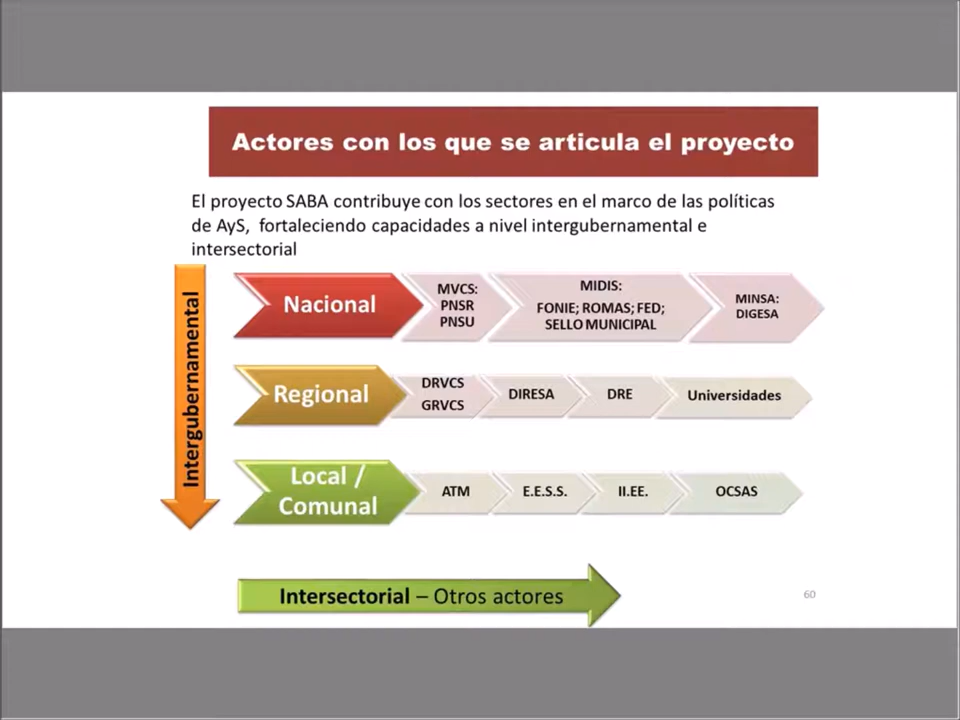 Actores con los que se articula el proyecto
El proyecto SABA contribuye con los sectores en el marco de las políticas
de AyS, fortaleciendo capacidades a nivel intergubernamental e
intersectorial
Intergubernamental
Nacional
MVCS:
PNSR
PNSU
MIDIS:
FONIE; ROMAS; FED;
SELLO MUNICIPAL
MINSA:
DIGESA
Regional
DRVCS
GRVCS
DIRESA
DRE
Universidades
Local /
Comunal
ATM
E.E.S.S.
II.EE.
OCSAS
Intersectorial – Otros actores
60